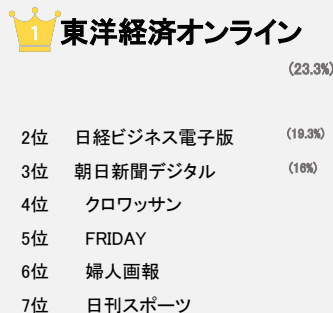 1 東洋経済オンライン
(23.3%)
2位 日経ビジネス電子版 (19.3%)
3位 朝日新聞デジタル (16%)
4位 クロワッサン
5位 FRIDAY
6位 婦人画報
7位 日刊スポーツ